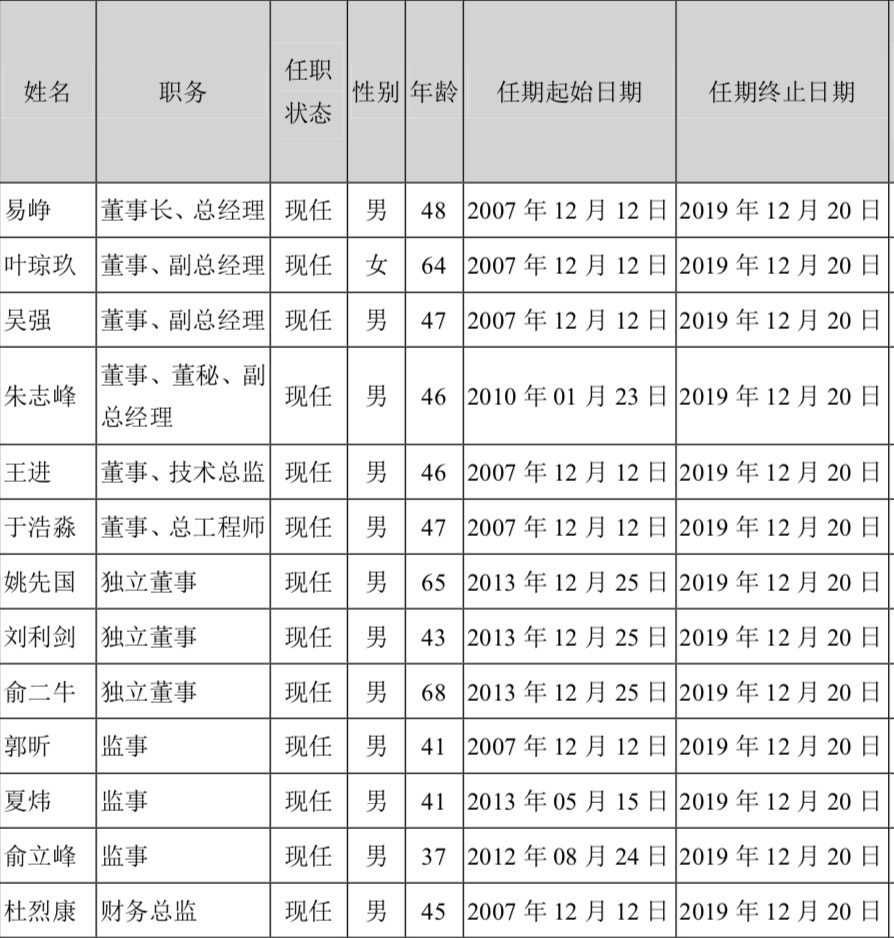 姓名 职务 任职状态 性别 年龄 任期起始日期 任期终止日期
易峥 董事长、总经理 现任 男 48 2007 年 12 月 12 日 2019 年 12 月 20 日
叶琼玖 董事、副总经理 现任 女 64 2007 年 12 月 12 日 2019 年 12 月 20 日
吴强 董事、副总经理 现任 男 47 2007 年 12 月 12 日 2019 年 12 月 20 日
朱志峰 董事、董秘、副总经理 现任 男 46 2010 年 01 月 23 日 2019 年 12 月 20 日
王进 董事、技术总监 现任 男 46 2007 年 12 月 12 日 2019 年 12 月 20 日
于浩淼 董事、总工程师 现任 男 47 2007 年 12 月 12 日 2019 年 12 月 20 日
姚先国 独立董事 现任 男 65 2013 年 12 月 25 日 2019 年 12 月 20 日
刘利剑 独立董事 现任 男 43 2013 年 12 月 25 日 2019 年 12 月 20 日
俞二牛 独立董事 现任 男 68 2013 年 12 月 25 日 2019 年 12 月 20 日
郭昕 监事 现任 男 41 2007 年 12 月 12 日 2019 年 12 月 20 日
夏炜 监事 现任 男 41 2013 年 05 月 15 日 2019 年 12 月 20 日
俞立峰 监事 现任 男 37 2012 年 08 月 24 日 2019 年 12 月 20 日
杜烈康 财务总监 现任 男 45 2007 年 12 月 12 日 2019 年 12 月 20 日